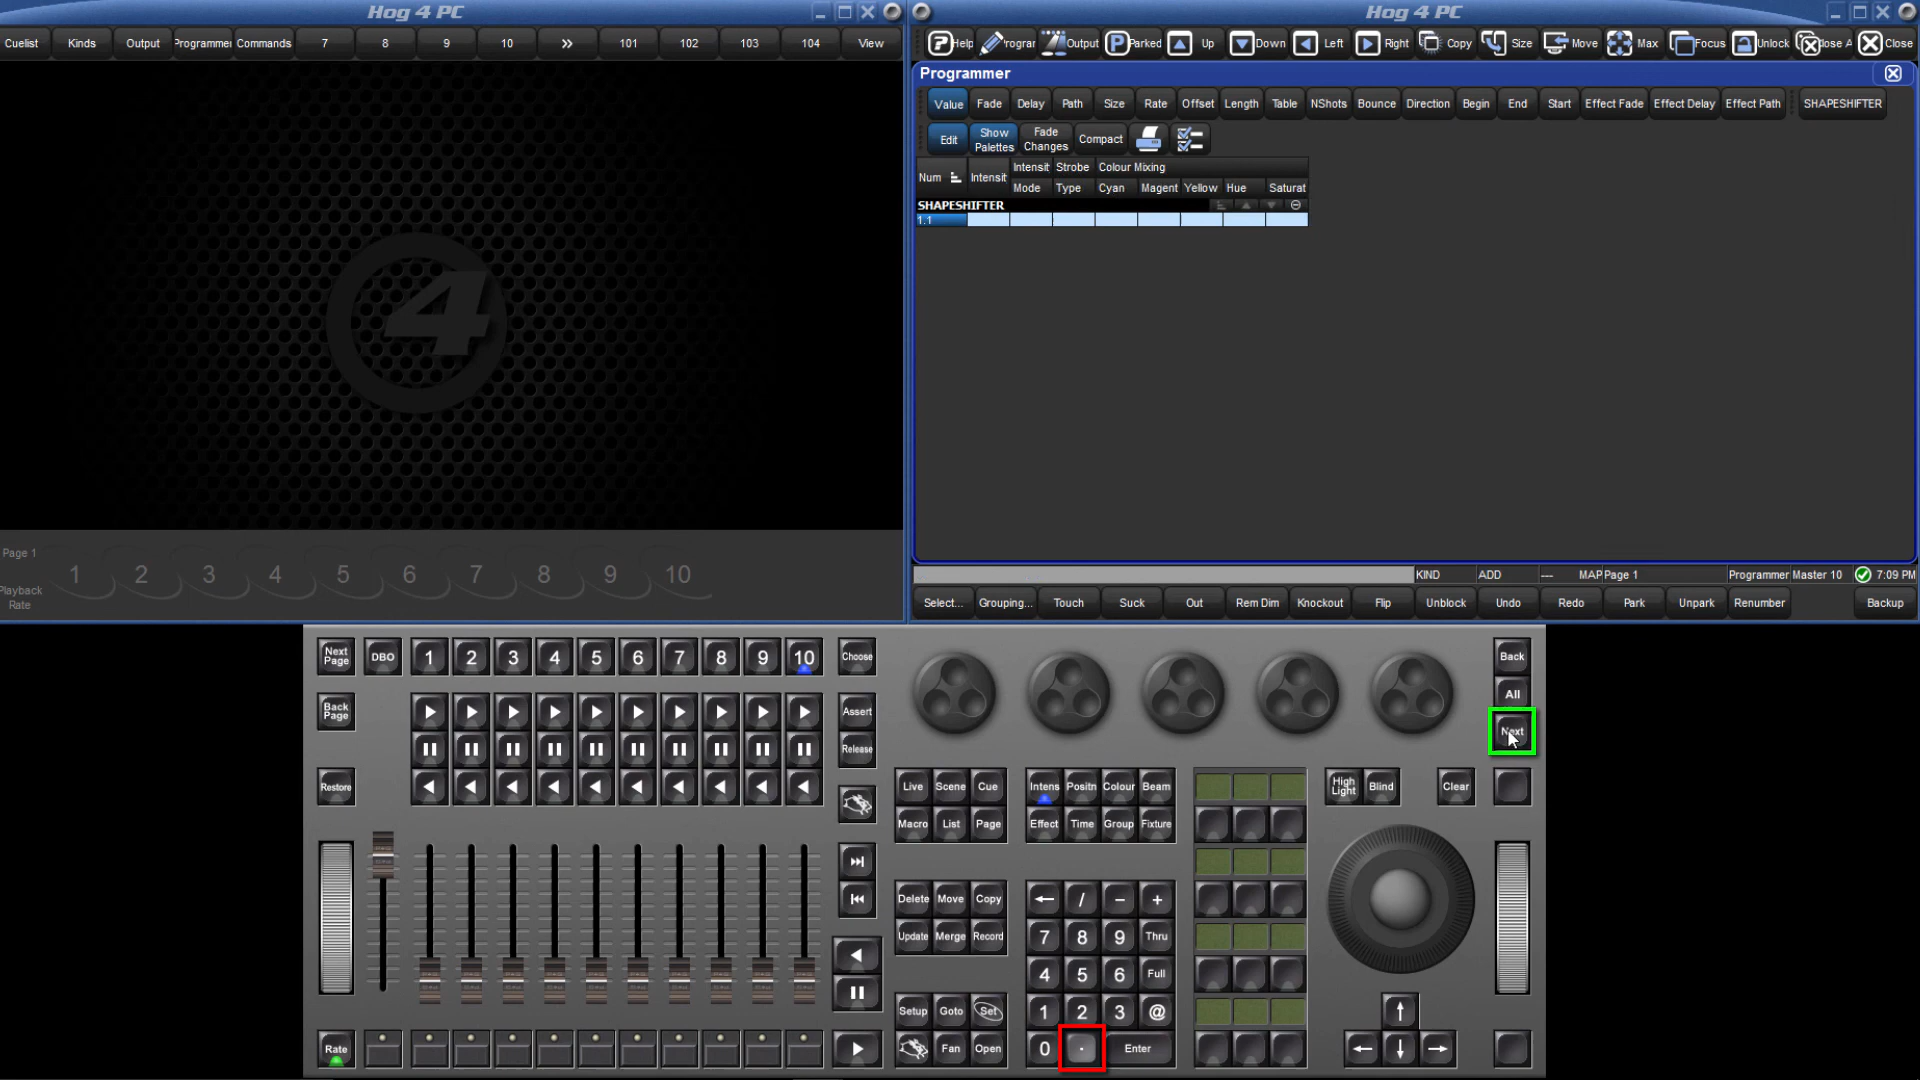 Hog 4 PC
Cuelist Kinds Output Programme Commands 7 8 9 10 » 101 102 103 104 View
4
Page 1
1 2 3 4 5 6 7 8 9 10
Playback
Rate
Hog 4 PC
Help Prograr Output Parked Up Down Left Right Copy Size Move Max Focus Unlock Close A Close
Programmer
Value Fade Delay Path Size Rate Offset Length Table NShots Bounce Direction Begin End Start Effect Fade Effect Delay Effect Path SHAPESHIFTER
Edit Show Palettes Fade Changes Compact
Intensit Strobe Colour Mixing
Num Intensit Mode Type Cyan Magent Yellow Hue Saturat
SHAPESHIFTER
1.1
KIND ADD --- MAP Page 1 Programmer Master 10 7:09 PM
Select... Grouping... Touch Suck Out Rem Dim Knockout Flip Unblock Undo Redo Park Unpark Renumber Backup
Next Page DBO 1 2 3 4 5 6 7 8 9 10 Choose Back
All
Back Page Assert
Release Next
Restore Live Scene Cue Intens Positn Colour Beam High Light Blind Clear
Macro List Page Effect Time Group Fixture
Delete Move Copy ← / − +
Update Merge Record 7 8 9 Thru
4 5 6 Full
Setup Goto Set 1 2 3 @
Rate Fan Open 0 . Enter